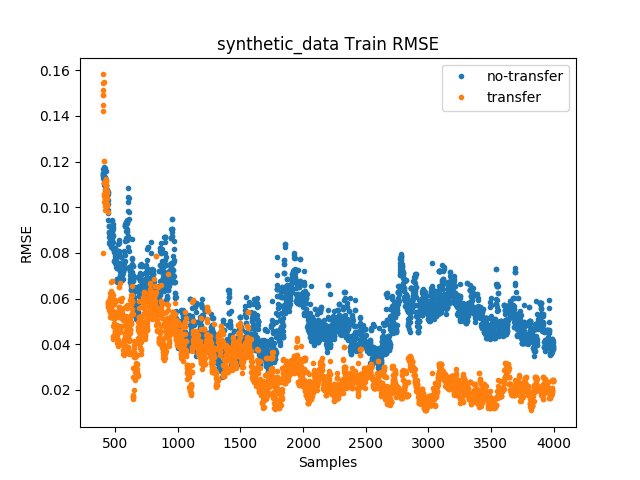 synthetic_data Train RMSE
no-transfer
transfer
0.16
0.14
0.12
0.10
0.08
0.06
0.04
0.02
RMSE
500 1000 1500 2000 2500 3000 3500 4000
Samples